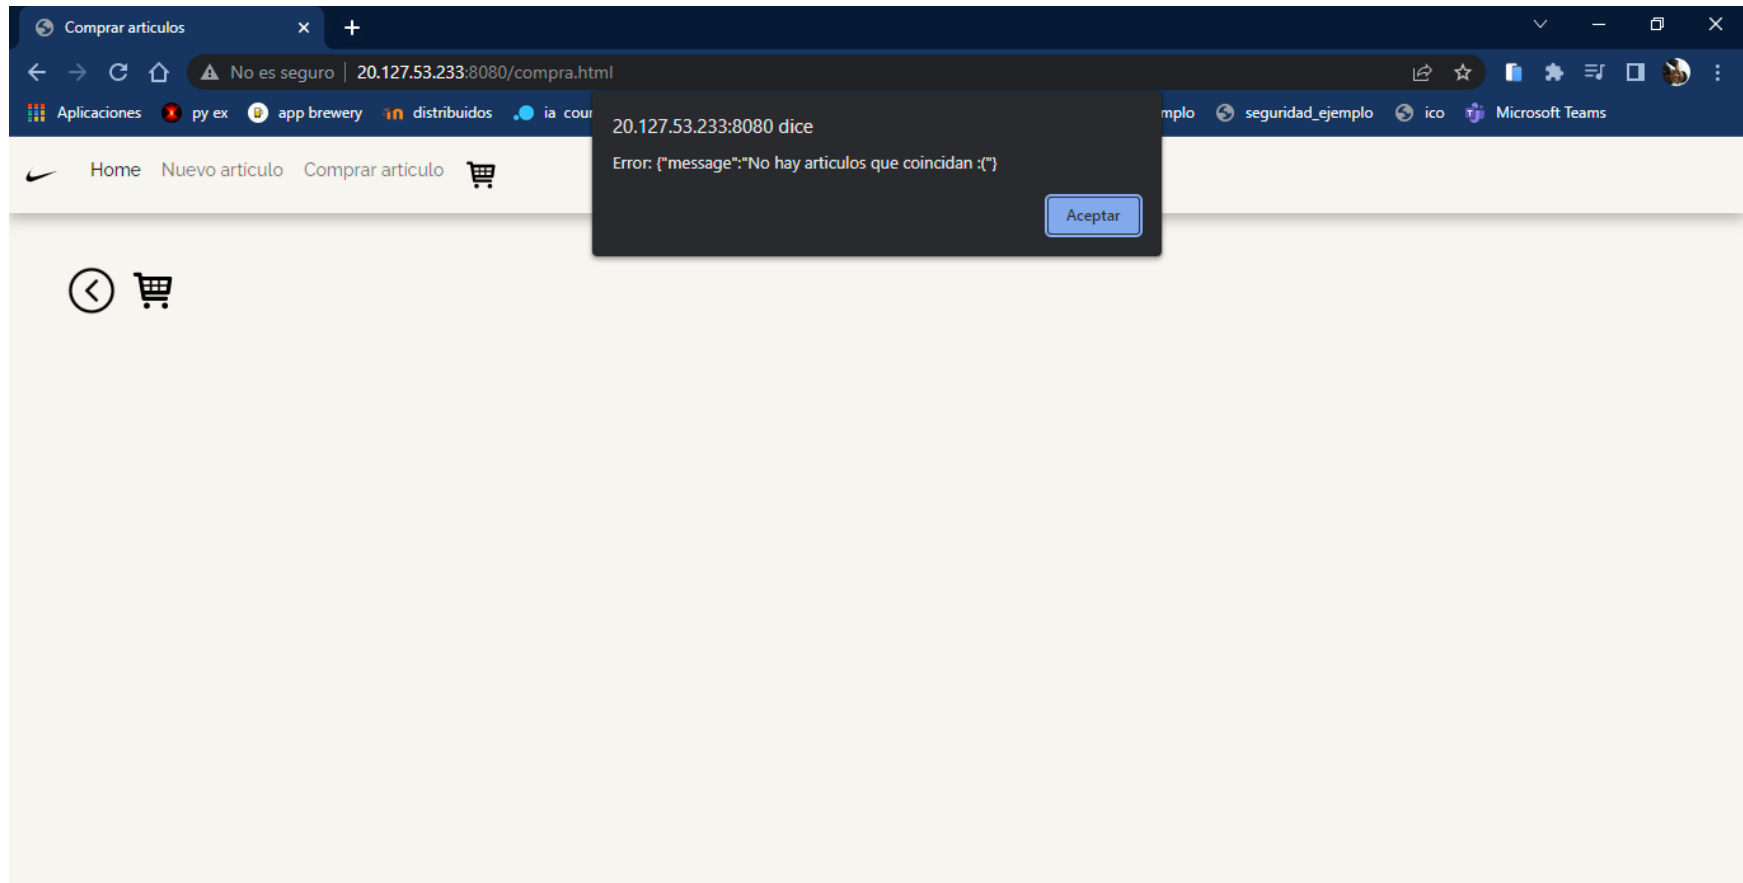 Comprar articulos
No es seguro | 20.127.53.233:8080/compra.html
Aplicaciones py ex app brewery distribuidos ia cour mplo seguridad_ejemplo ico Microsoft Teams
20.127.53.233:8080 dice
Error: {"message":"No hay articulos que coincidan :("}
Aceptar
Home Nuevo artículo Comprar artículo